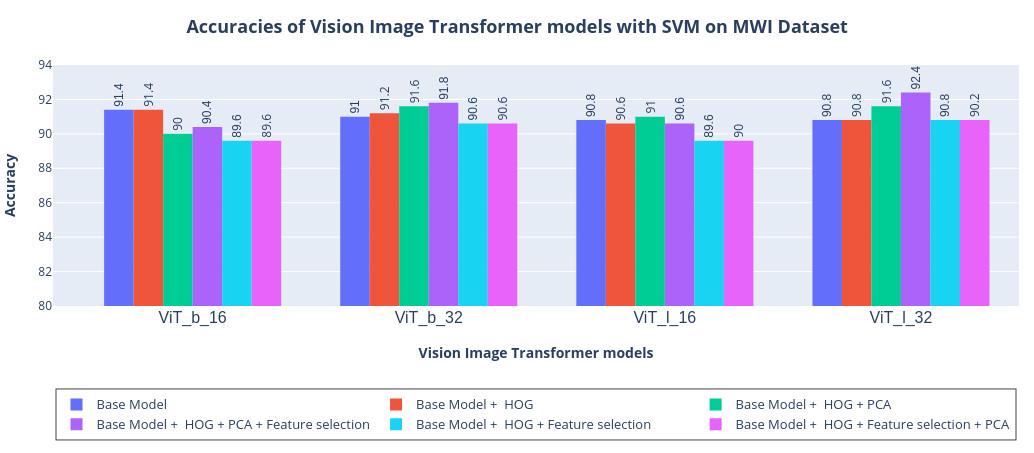 Accuracies of Vision Image Transformer models with SVM on MWI Dataset
Accuracy
94
92
90
88
86
84
82
80
91.4
91.4
90
90.4
89.6
89.6
91
91.2
91.6
91.8
90.6
90.6
90.8
90.6
91
90.6
89.6
90
90.8
90.8
91.6
92.4
90.8
90.2
ViT_b_16
ViT_b_32
ViT_l_16
ViT_l_32
Vision Image Transformer models
Base Model
Base Model + HOG
Base Model + HOG + PCA
Base Model + HOG + PCA + Feature selection
Base Model + HOG + Feature selection
Base Model + HOG + Feature selection + PCA